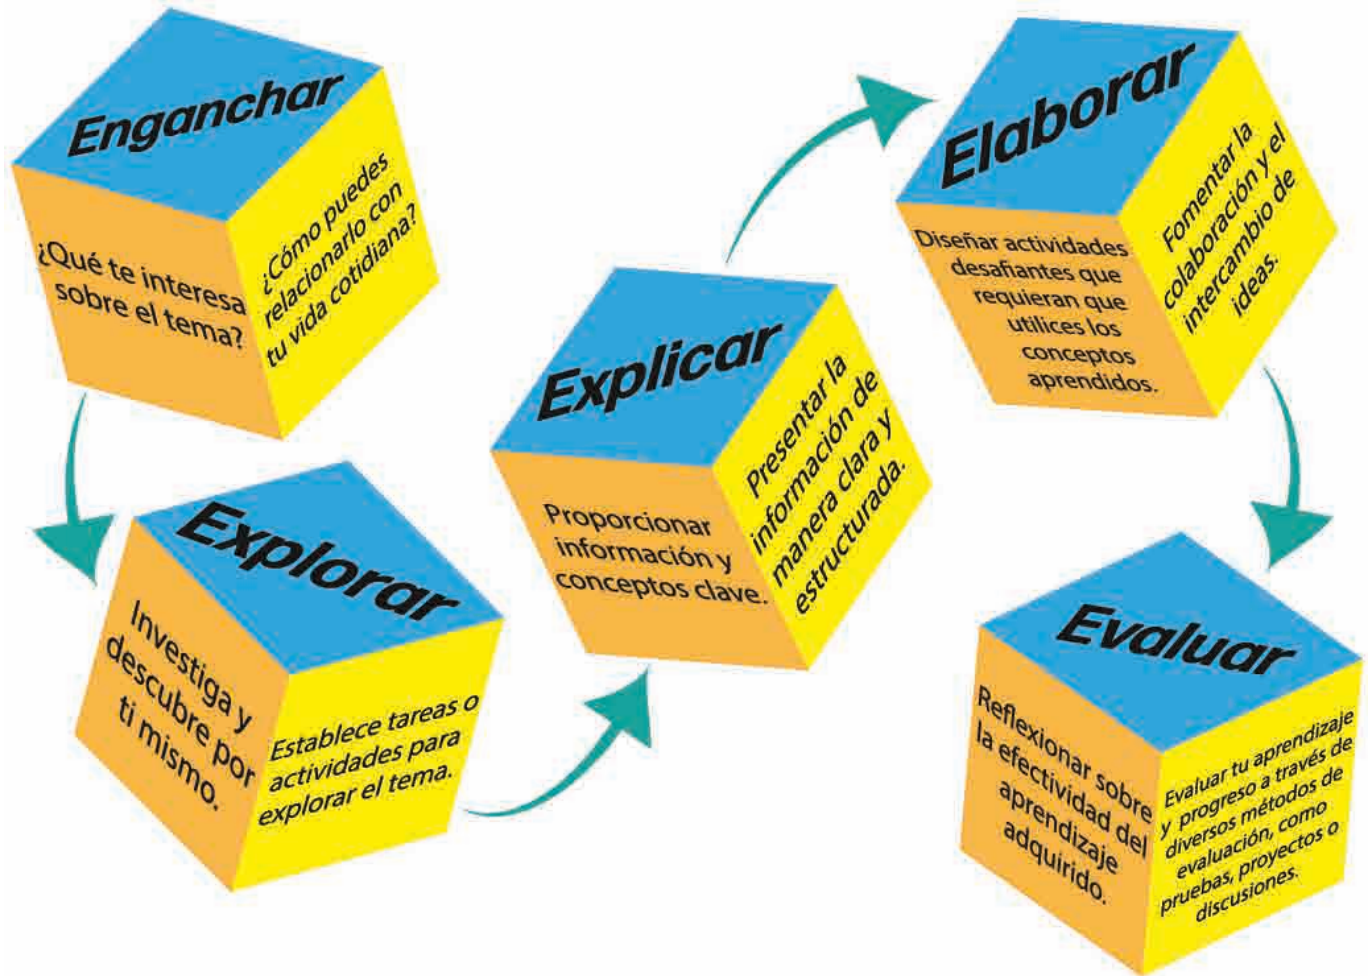 Enganchar
¿Qué te interesa
sobre el tema?
¿Cómo puedes
relacionarlo con
tu vida cotidiana?
Explorar
Investiga y
descubre por
ti mismo.
Establece tareas o
actividades para
explorar el tema.
Explicar
Proporcionar
información y
conceptos clave.
Presentar la
información de
manera clara y
estructurada.
Elaborar
Diseñar actividades
desafiantes que
requieran que
utilices los
conceptos
aprendidos.
Fomentar la
colaboración y el
intercambio de
ideas.
Evaluar
Reflexionar sobre
la efectividad del
aprendizaje
adquirido.
Evaluar tu aprendizaje
y progreso a través de
diversos métodos de
evaluación, como
pruebas, proyectos o
discusiones.